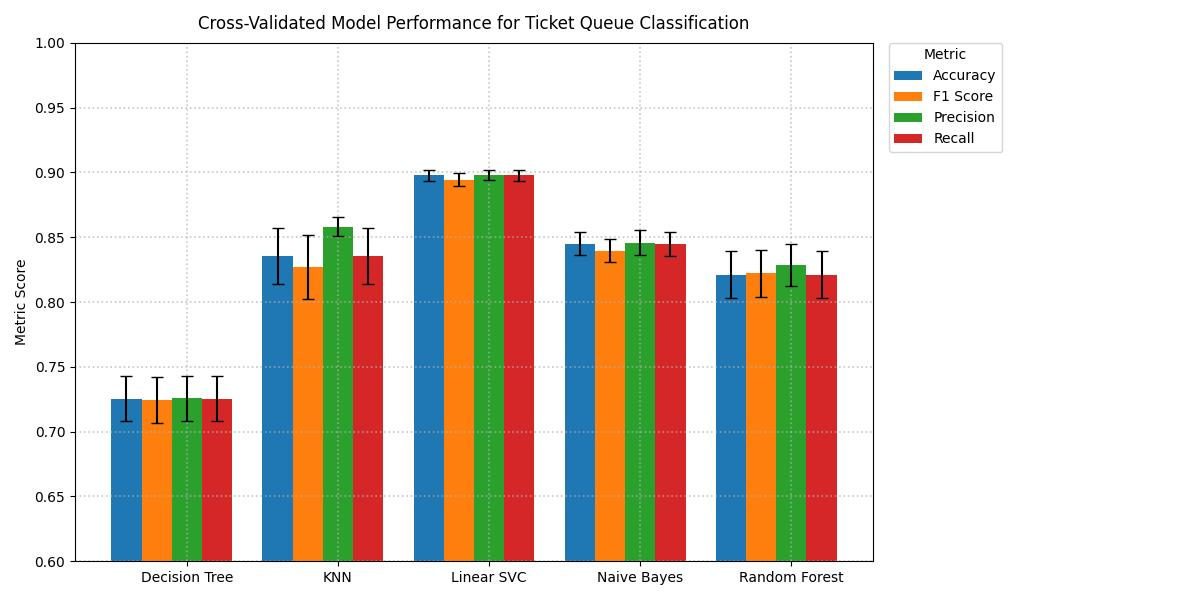 Cross-Validated Model Performance for Ticket Queue Classification
Metric
Accuracy
F1 Score
Precision
Recall
Metric Score
1.00
0.95
0.90
0.85
0.80
0.75
0.70
0.65
0.60
Decision Tree
KNN
Linear SVC
Naive Bayes
Random Forest